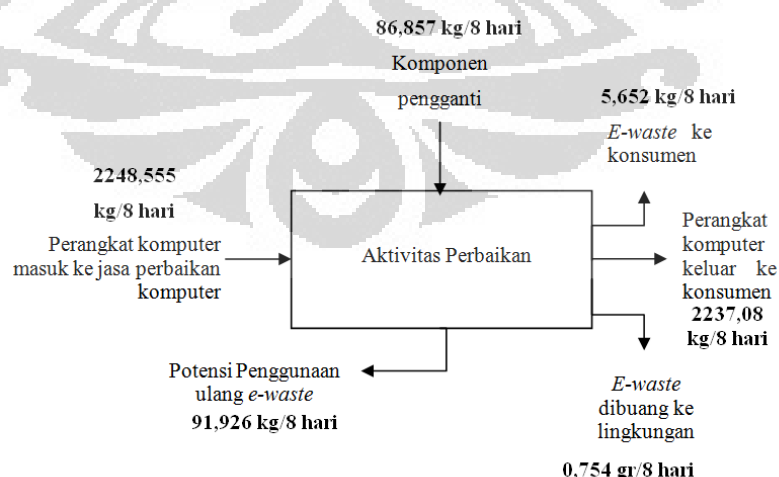 86,857 kg/8 hari
Komponen
pengganti
5,652 kg/8 hari
E-waste ke
konsumen
2248,555
kg/8 hari
Perangkat komputer
masuk ke jasa perbaikan
komputer
Aktivitas Perbaikan
Perangkat
komputer
keluar ke
konsumen
2237,08
kg/8 hari
Potensi Penggunaan
ulang e-waste
91,926 kg/8 hari
E-waste
dibuang ke
lingkungan
0,754 gr/8 hari